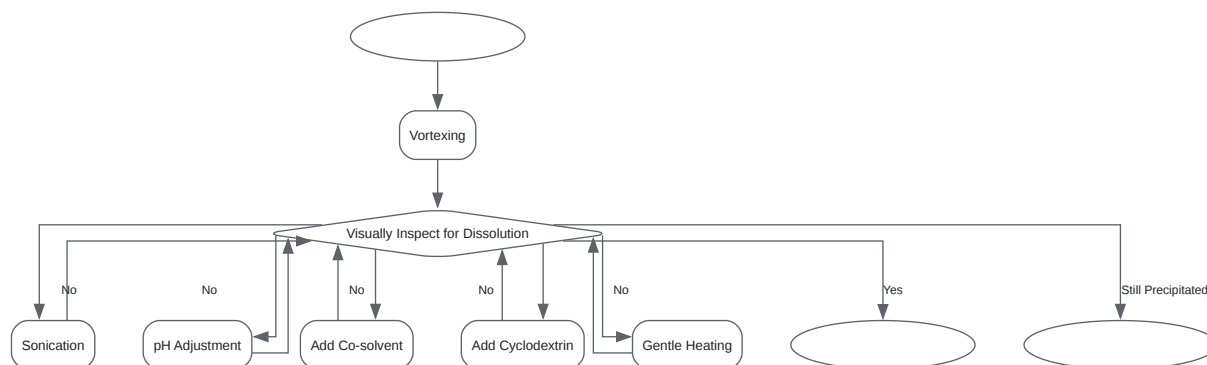 Vortexing
Visually Inspect for Dissolution
No
No
No
No
No
Yes
Still Precipitated
Sonication
pH Adjustment
Add Co-solvent
Add Cyclodextrin
Gentle Heating